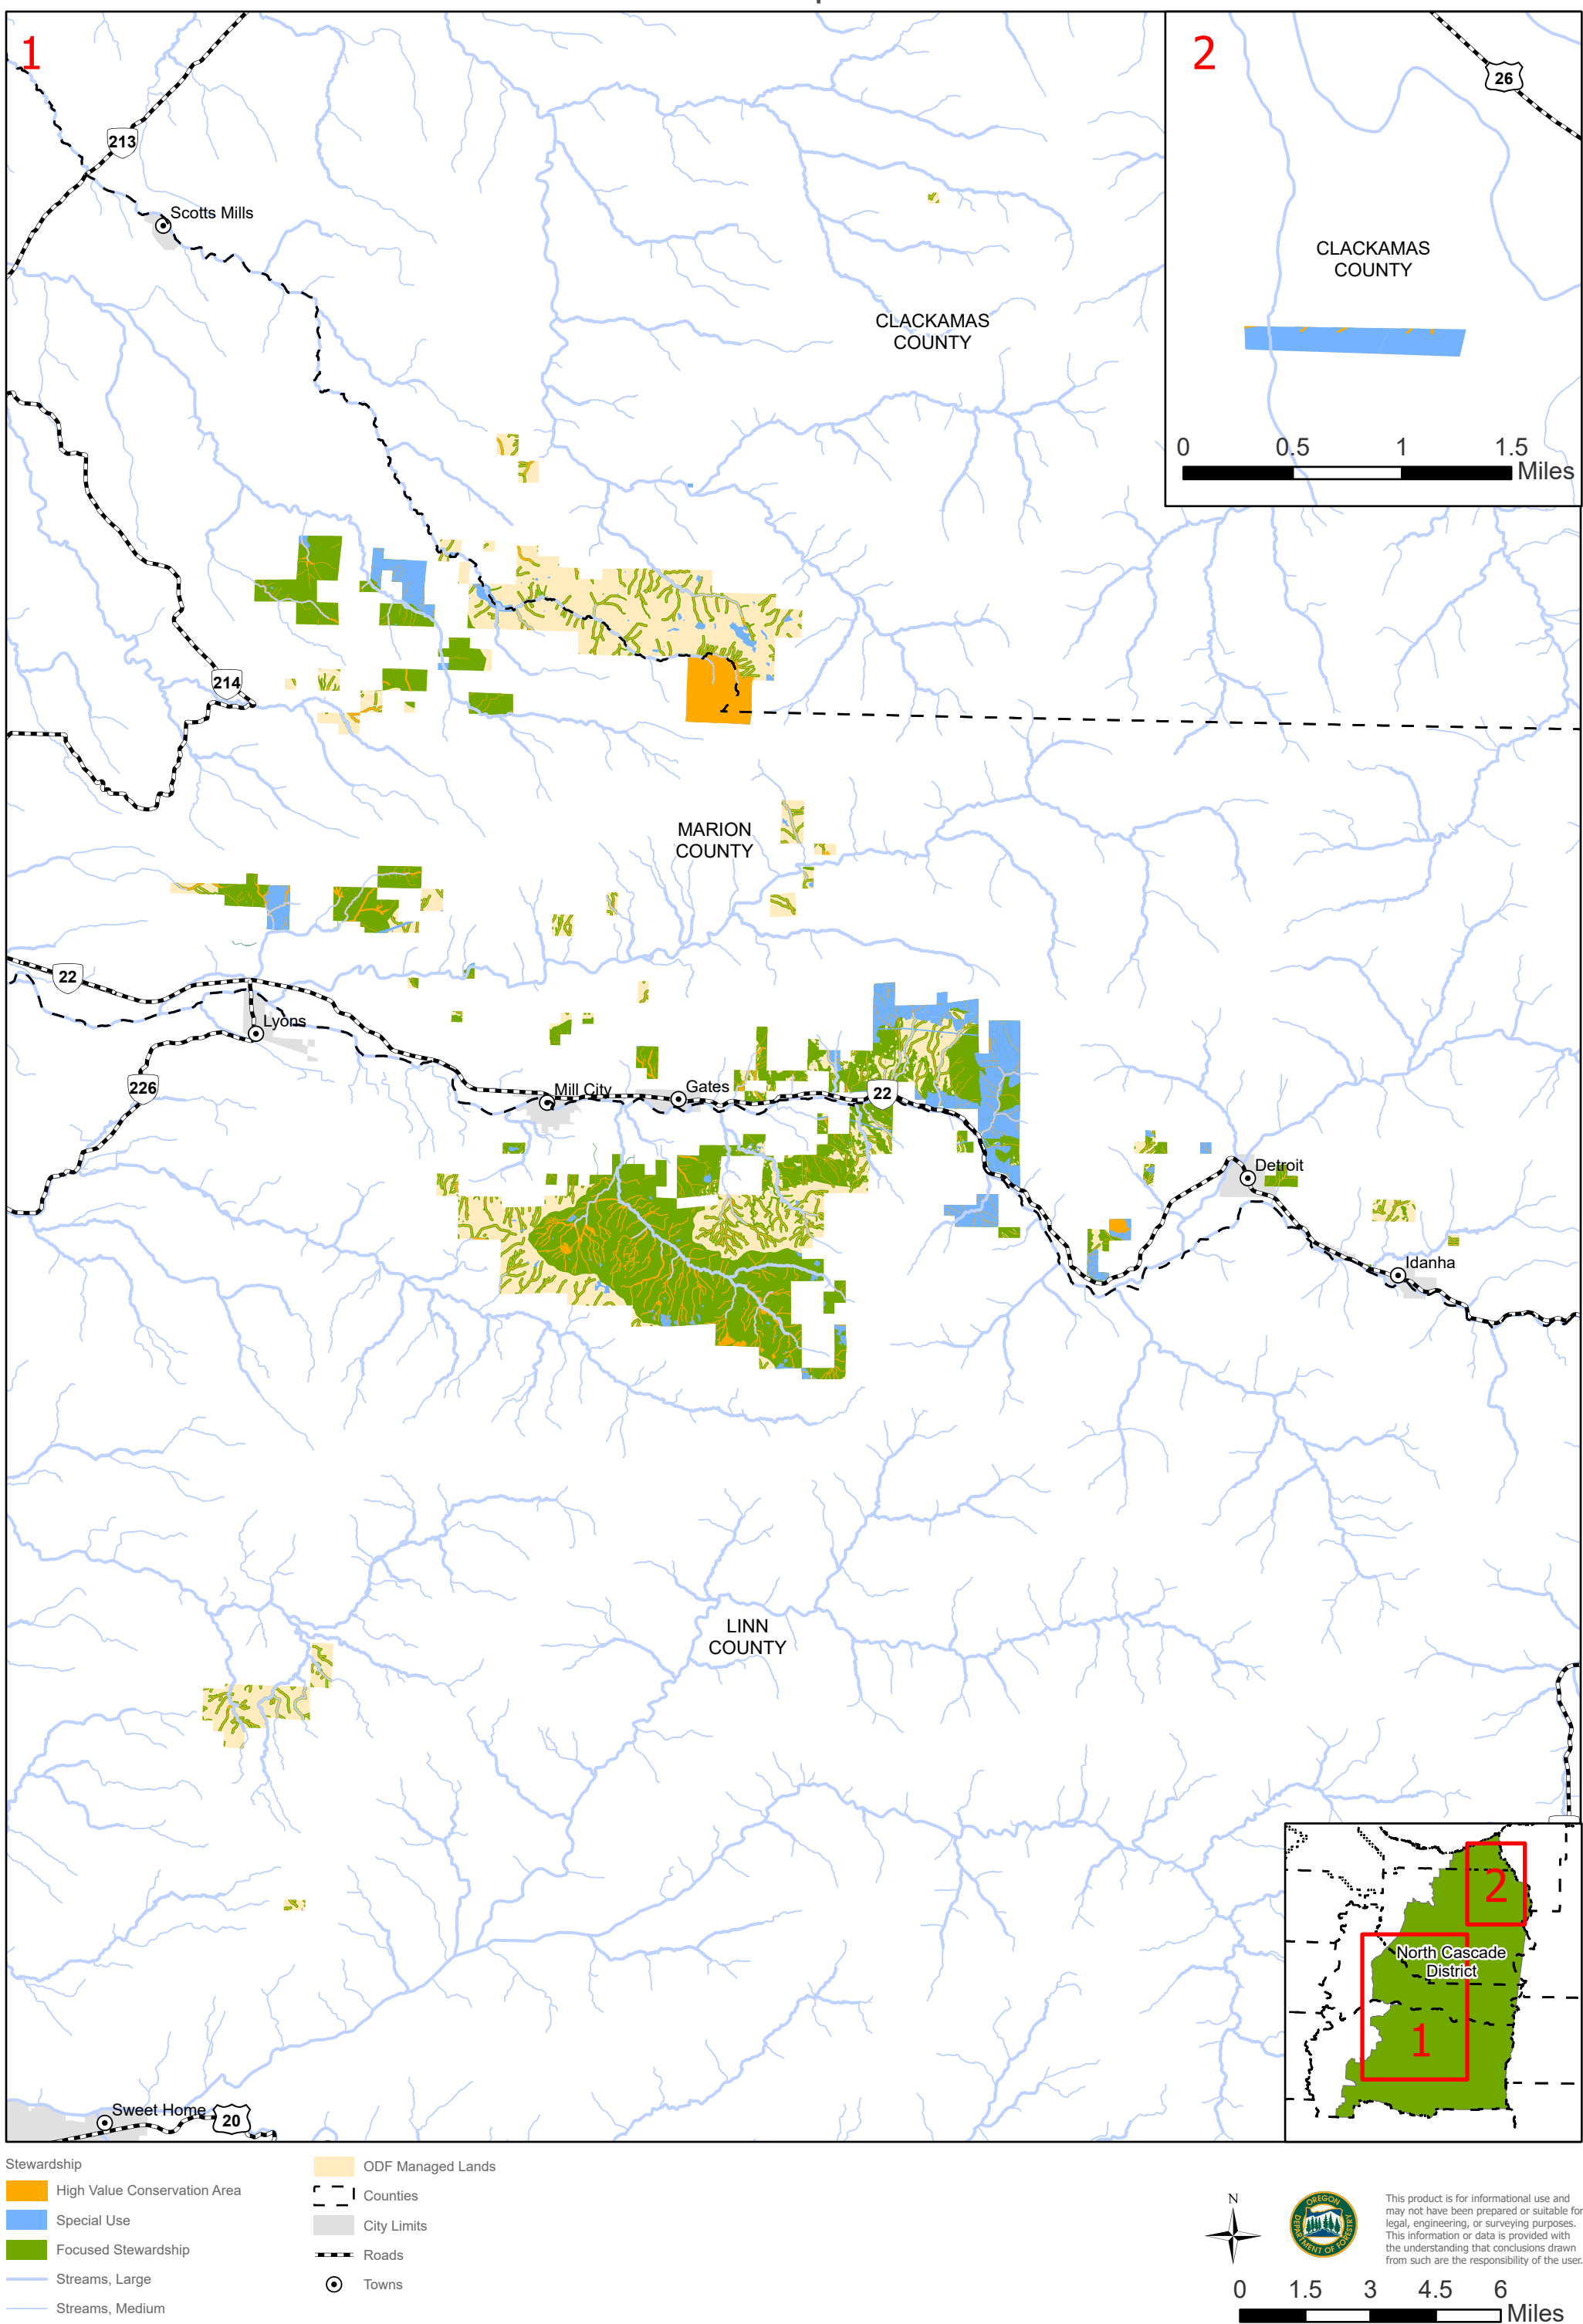 1
2
26
213
Scotts Mills
CLACKAMAS
COUNTY
CLACKAMAS
COUNTY
0 0.5 1 1.5
Miles
214
MARION
COUNTY
22
Lyons
226
Mill City
Gates
22
Detroit
Idanha
LINN
COUNTY
2
North Cascade
District
1
Sweet Home
20
Stewardship
High Value Conservation Area
Special Use
Focused Stewardship
Streams, Large
Streams, Medium
ODF Managed Lands
Counties
City Limits
Roads
Towns
N
OREGON
DEPARTMENT OF FORESTRY
This product is for informational use and
may not have been prepared or suitable for
legal, engineering, or surveying purposes.
This information or data is provided with
the understanding that conclusions drawn
from such are the responsibility of the user.
0 1.5 3 4.5 6
Miles